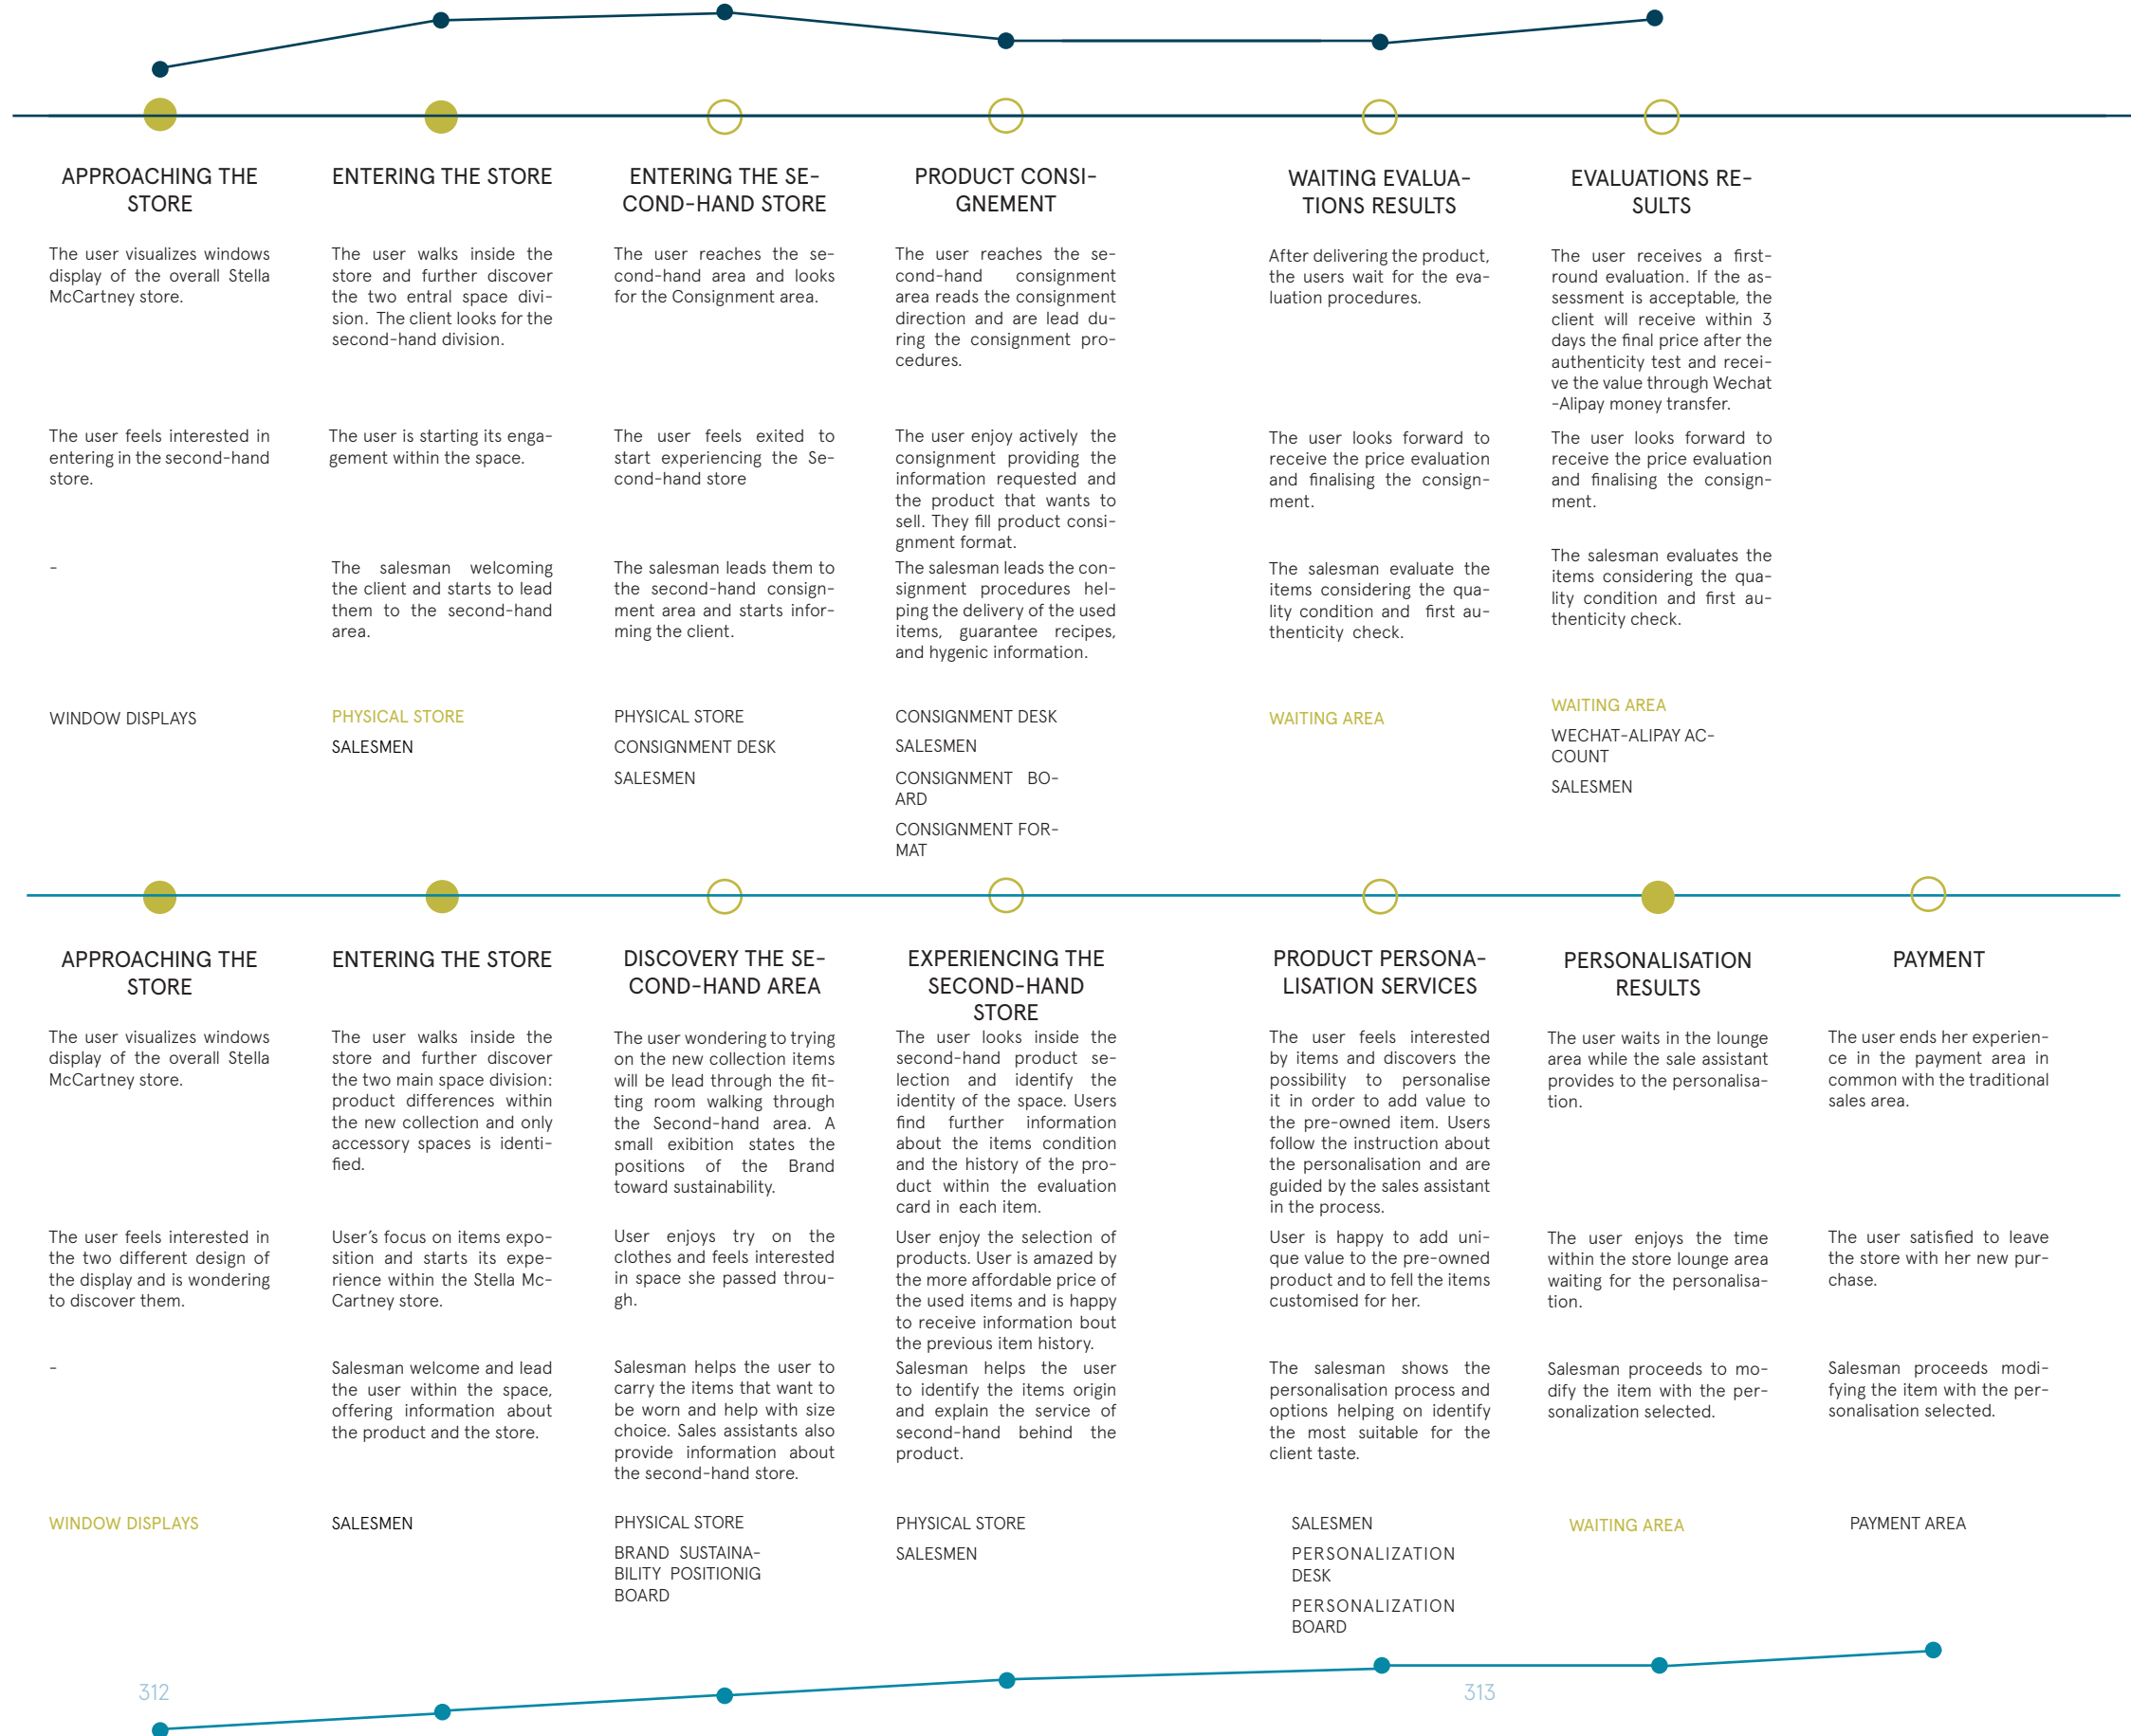 APPROACHING THE
STORE
The user visualizes windows
display of the overall Stella
McCartney store.
The user feels interested in
entering in the second-hand
store.
-
WINDOW DISPLAYS
ENTERING THE STORE
The user walks inside the
store and further discover
the two entral space divi-
sion. The client looks for the
second-hand division.
The user is starting its enga-
gement within the space.
The salesman welcoming
the client and starts to lead
them to the second-hand
area.
PHYSICAL STORE
SALESMEN
ENTERING THE SE-
COND-HAND STORE
The user reaches the se-
cond-hand area and looks
for the Consignment area.
The user feels exited to
start experiencing the Se-
cond-hand store
The salesman leads them to
the second-hand consign-
ment area and starts infor-
ming the client.
PHYSICAL STORE
CONSIGNMENT DESK
SALESMEN
PRODUCT CONSI-
GNEMENT
The user reaches the se-
cond-hand consignment
area reads the consignment
direction and are lead du-
ring the consignment pro-
cedures.
The user enjoy actively the
consignment providing the
information requested and
the product that wants to
sell. They fill product consi-
gnment format.
The salesman leads the con-
signment procedures hel-
ping the delivery of the used
items, guarantee recipes,
and hygenic information.
CONSIGNMENT DESK
SALESMEN
CONSIGNMENT BO-
ARD
CONSIGNMENT FOR-
MAT
WAITING EVALUA-
TIONS RESULTS
After delivering the product,
the users wait for the eva-
luation procedures.
The user looks forward to
receive the price evaluation
and finalising the consign-
ment.
The salesman evaluate the
items considering the qua-
lity condition and first au-
thenticity check.
WAITING AREA
EVALUATIONS RE-
SULTS
The user receives a first-
round evaluation. If the as-
sessment is acceptable, the
client will receive within 3
days the final price after the
authenticity test and recei-
ve the value through Wechat
-Alipay money transfer.
The user looks forward to
receive the price evaluation
and finalising the consign-
ment.
The salesman evaluates the
items considering the qua-
lity condition and first au-
thenticity check.
WAITING AREA
WECHAT-ALIPAY AC-
COUNT
SALESMEN
APPROACHING THE
STORE
The user visualizes windows
display of the overall Stella
McCartney store.
The user feels interested in
the two different design of
the display and is wondering
to discover them.
-
WINDOW DISPLAYS
ENTERING THE STORE
The user walks inside the
store and further discover
the two main space division:
product differences within
the new collection and only
accessory spaces is identi-
fied.
User's focus on items expo-
sition and starts its expe-
rience within the Stella Mc-
Cartney store.
Salesman welcome and lead
the user within the space,
offering information about
the product and the store.
SALESMEN
DISCOVERY THE SE-
COND-HAND AREA
The user wondering to trying
on the new collection items
will be lead through the fit-
ting room walking through
the Second-hand area. A
small exibition states the
positions of the Brand
toward sustainability.
User enjoys try on the
clothes and feels interested
in space she passed throu-
gh.
Salesman helps the user to
carry the items that want to
be worn and help with size
choice. Sales assistants also
provide information about
the second-hand store.
PHYSICAL STORE
BRAND SUSTAINA-
BILITY POSITIONIG
BOARD
EXPERIENCING THE
SECOND-HAND
STORE
The user looks inside the
second-hand product se-
lection and identify the
identity of the space. Users
find further information
about the items condition
and the history of the pro-
duct within the evaluation
card in each item.
User enjoy the selection of
products. User is amazed by
the more affordable price of
the used items and is happy
to receive information bout
the previous item history.
Salesman helps the user
to identify the items origin
and explain the service of
second-hand behind the
product.
PHYSICAL STORE
SALESMEN
PRODUCT PERSONA-
LISATION SERVICES
The user feels interested
by items and discovers the
possibility to personalise
it in order to add value to
the pre-owned item. Users
follow the instruction about
the personalisation and are
guided by the sales assistant
in the process.
User is happy to add uni-
que value to the pre-owned
product and to fell the items
customised for her.
The salesman shows the
personalisation process and
options helping on identify
the most suitable for the
client taste.
SALESMEN
PERSONALIZATION
DESK
PERSONALIZATION
BOARD
PERSONALISATION
RESULTS
The user waits in the lounge
area while the sale assistant
provides to the personalisa-
tion.
The user enjoys the time
within the store lounge area
waiting for the personalisa-
tion.
Salesman proceeds to mo-
dify the item with the per-
sonalization selected.
WAITING AREA
PAYMENT
The user ends her experien-
ce in the payment area in
common with the traditional
sales area.
The user satisfied to leave
the store with her new pur-
chase.
Salesman proceeds modi-
fying the item with the per-
sonalisation selected.
PAYMENT AREA
312
313